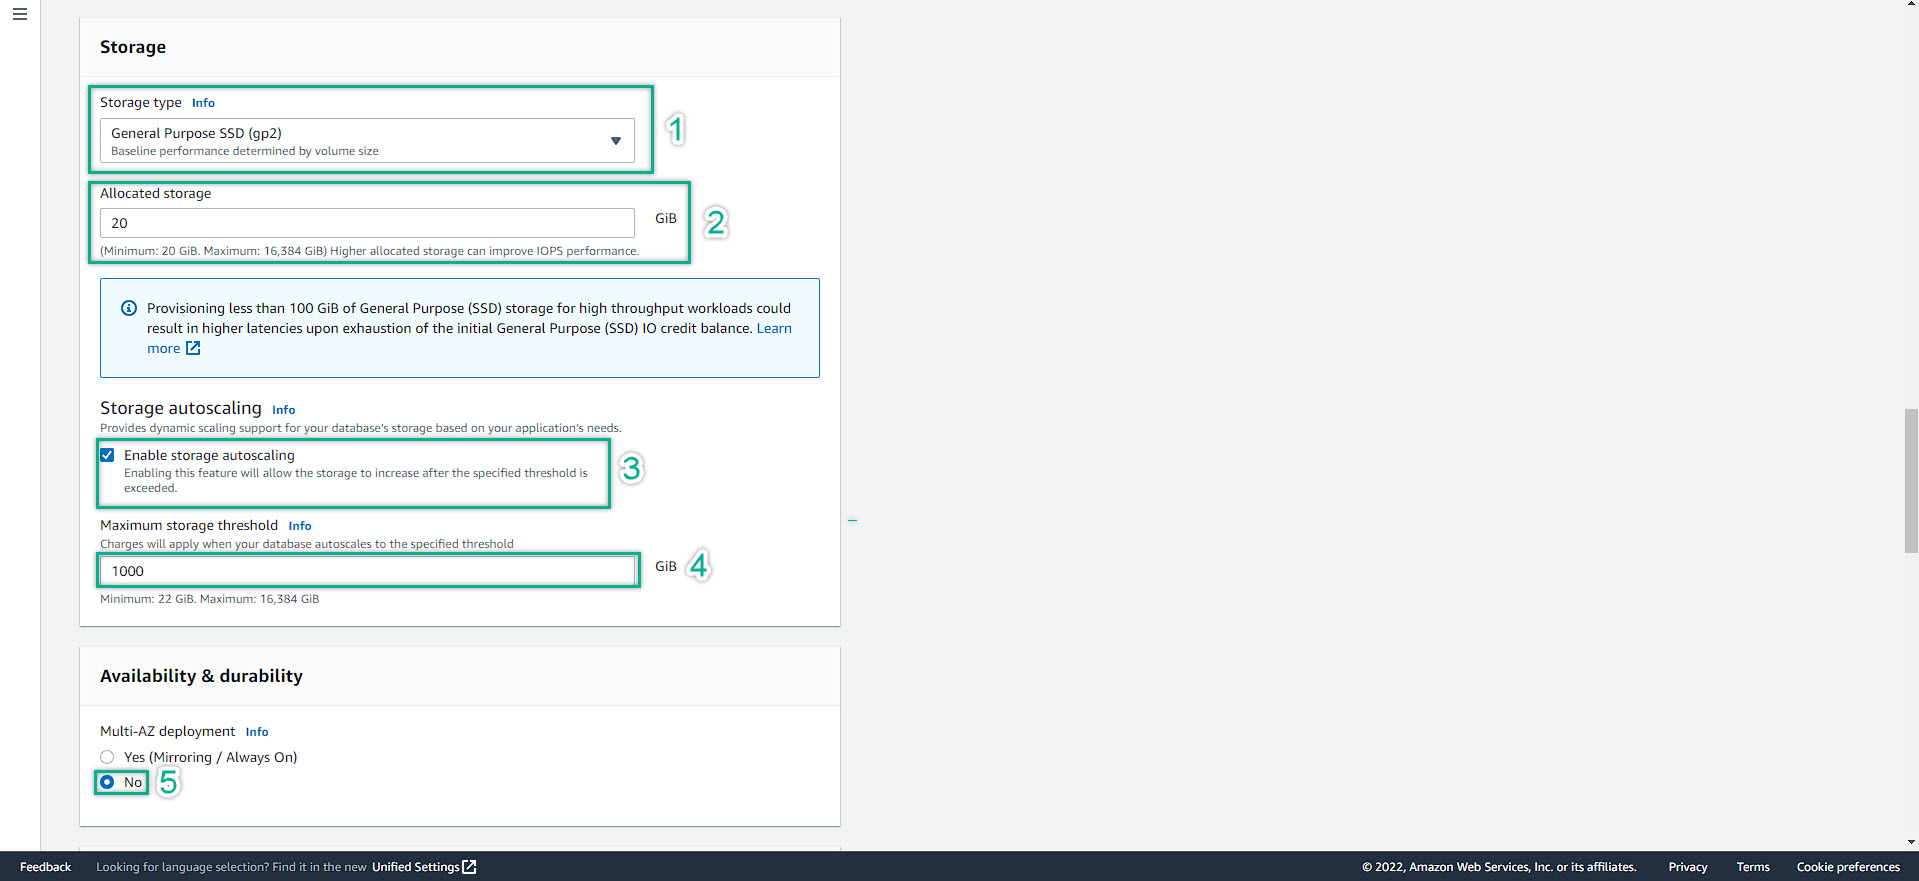 Storage
Storage type Info
General Purpose SSD (gp2)
Baseline performance determined by volume size
1
Allocated storage
20
GiB
2
(Minimum: 20 GiB. Maximum: 16,384 GiB) Higher allocated storage can improve IOPS performance.
Provisioning less than 100 GiB of General Purpose (SSD) storage for high throughput workloads could
result in higher latencies upon exhaustion of the initial General Purpose (SSD) IO credit balance. Learn
more
Storage autoscaling Info
Provides dynamic scaling support for your database's storage based on your application's needs.
Enable storage autoscaling
Enabling this feature will allow the storage to increase after the specified threshold is
exceeded.
3
Maximum storage threshold Info
Charges will apply when your database autoscales to the specified threshold
1000
GiB
4
Minimum: 22 GiB. Maximum: 16,384 GiB
Availability & durability
Multi-AZ deployment Info
Yes (Mirroring / Always On)
No
5
Feedback Looking for language selection? Find it in the new Unified Settings © 2022, Amazon Web Services, Inc. or its affiliates. Privacy Terms Cookie preferences